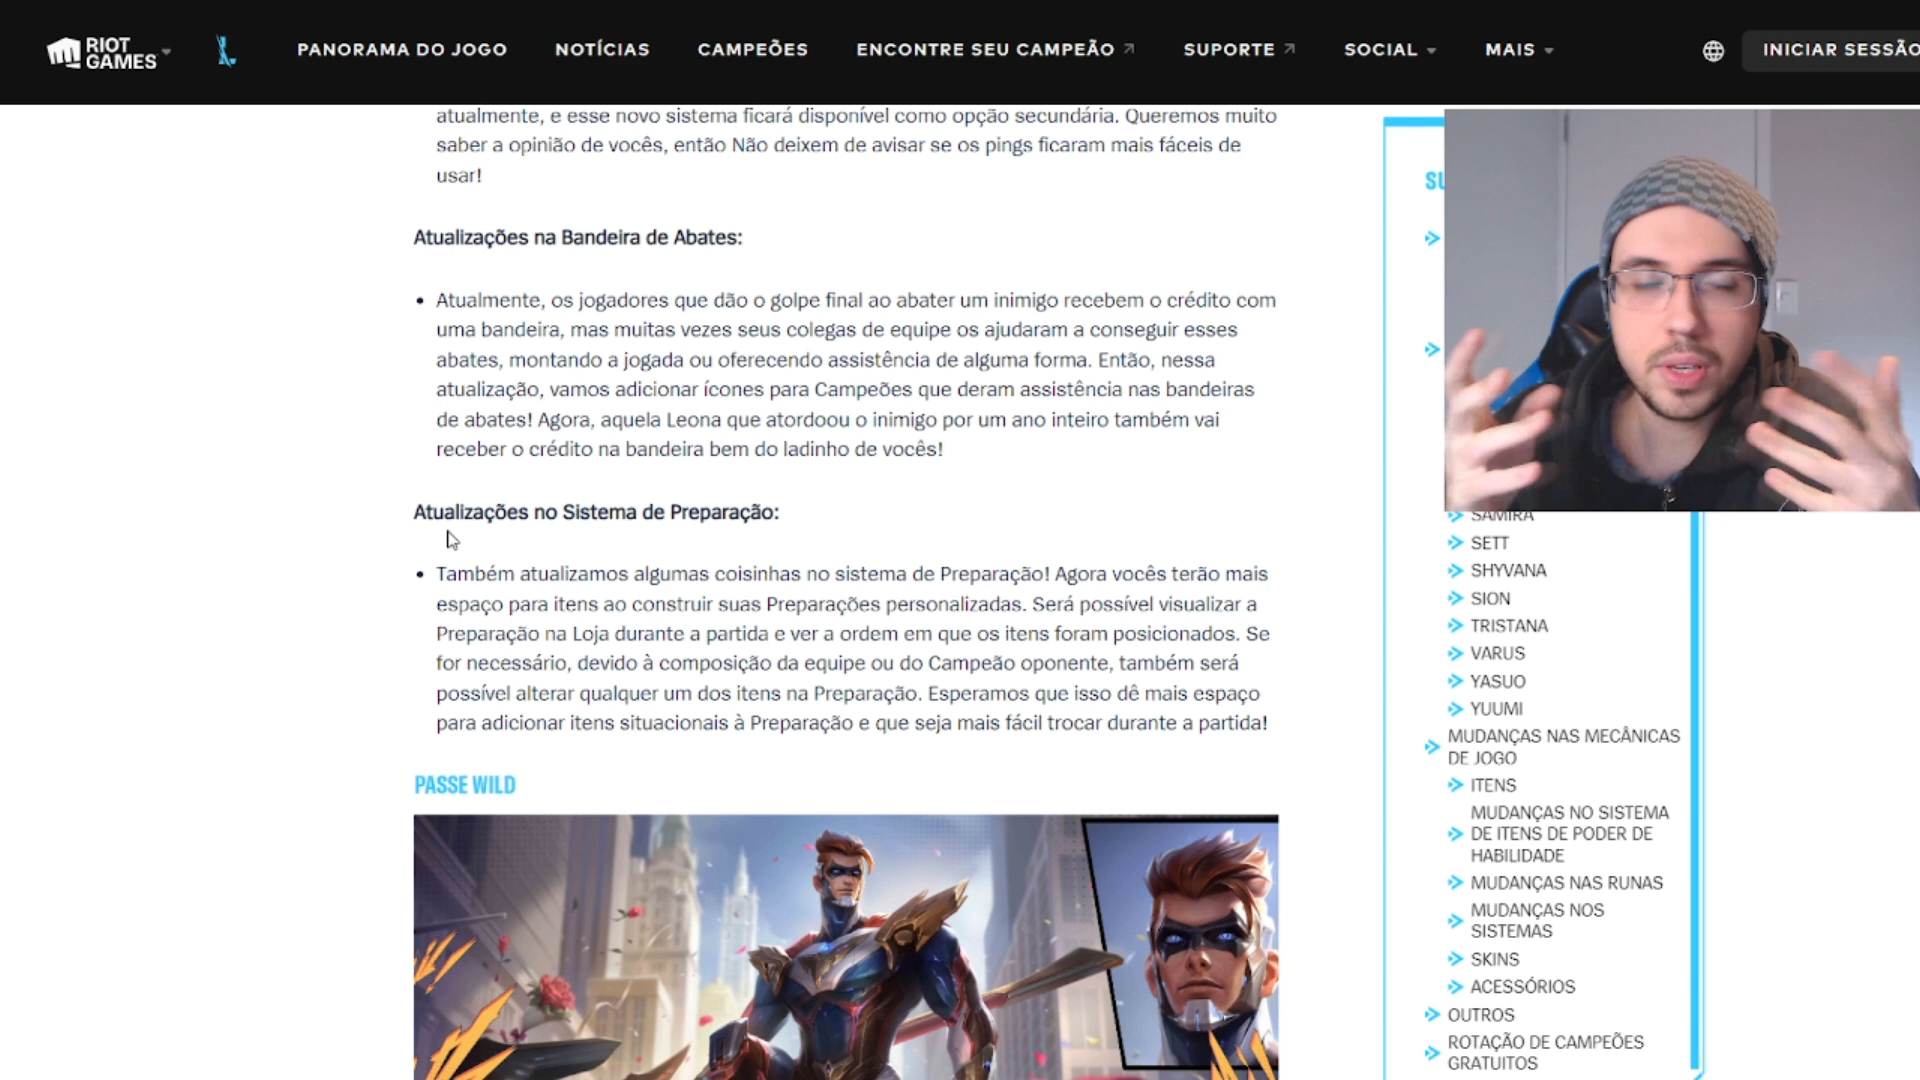 RIOT GAMES
PANORAMA DO JOGO
NOTÍCIAS
CAMPEÕES
ENCONTRE SEU CAMPEÃO
SUPORTE
SOCIAL
MAIS
INICIAR SESSÃO
atualmente, e esse novo sistema ficará disponível como opção secundária. Queremos muito
saber a opinião de vocês, então Não deixem de avisar se os pings ficaram mais fáceis de
usar!
Atualizações na Bandeira de Abates:
• Atualmente, os jogadores que dão o golpe final ao abater um inimigo recebem o crédito com
uma bandeira, mas muitas vezes seus colegas de equipe os ajudaram a conseguir esses
abates, montando a jogada ou oferecendo assistência de alguma forma. Então, nessa
atualização, vamos adicionar ícones para Campeões que deram assistência nas bandeiras
de abates! Agora, aquela Leona que atordoou o inimigo por um ano inteiro também vai
receber o crédito na bandeira bem do ladinho de vocês!
Atualizações no Sistema de Preparação:
• Também atualizamos algumas coisinhas no sistema de Preparação! Agora vocês terão mais
espaço para itens ao construir suas Preparações personalizadas. Será possível visualizar a
Preparação na Loja durante a partida e ver a ordem em que os itens foram posicionados. Se
for necessário, devido à composição da equipe ou do Campeão oponente, também será
possível alterar qualquer um dos itens na Preparação. Esperamos que isso dê mais espaço
para adicionar itens situacionais à Preparação e que seja mais fácil trocar durante a partida!
PASSE WILD
SAMIRA
SETT
SHYVANA
SION
TRISTANA
VARUS
YASUO
YUUMI
MUDANÇAS NAS MECÂNICAS
DE JOGO
ITENS
MUDANÇAS NO SISTEMA
DE ITENS DE PODER DE
HABILIDADE
MUDANÇAS NAS RUNAS
MUDANÇAS NOS
SISTEMAS
SKINS
ACESSÓRIOS
OUTROS
ROTAÇÃO DE CAMPEÕES
GRATUITOS